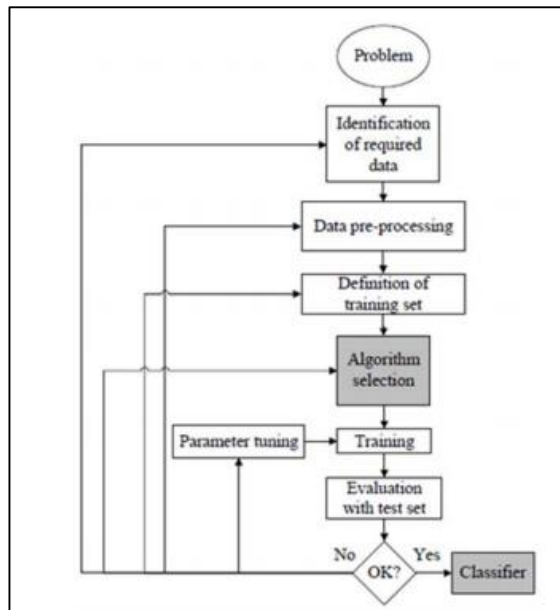 Problem
Identification
of required
data
Data pre-processing
Definition of
training set
Algorithm
selection
Parameter tuning
Training
Evaluation
with test set
No
OK?
Yes
Classifier